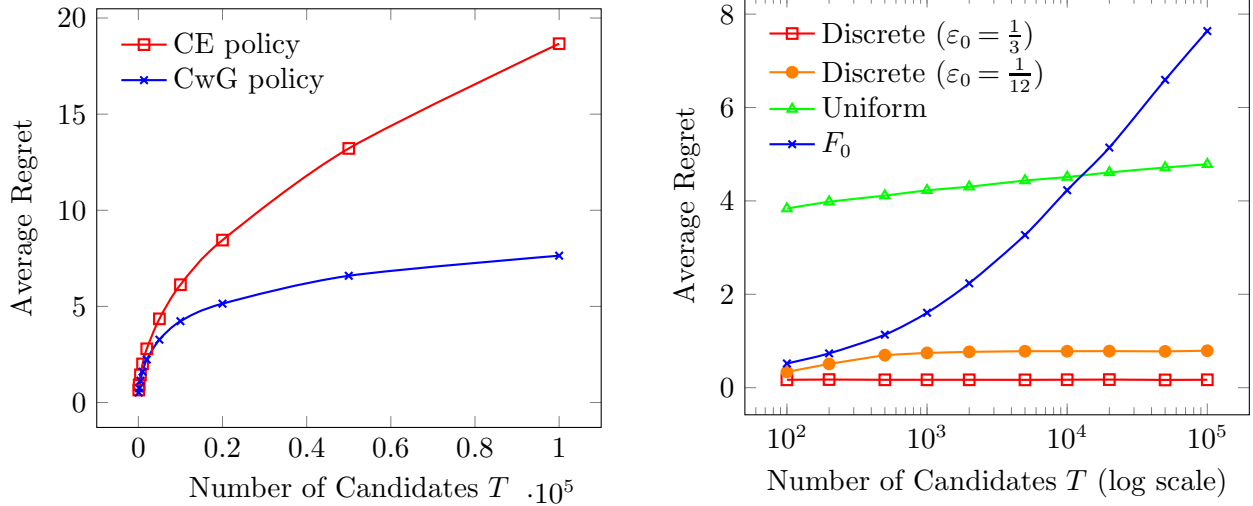 CE policy
CwG policy
20
15
10
5
0
Average Regret
0
0.2
0.4
0.6
0.8
1
Number of Candidates T
·10⁵
Discrete (ε₀ = 1/3)
Discrete (ε₀ = 1/12)
Uniform
F₀
8
6
4
2
0
Average Regret
10²
10³
10⁴
10⁵
Number of Candidates T (log scale)